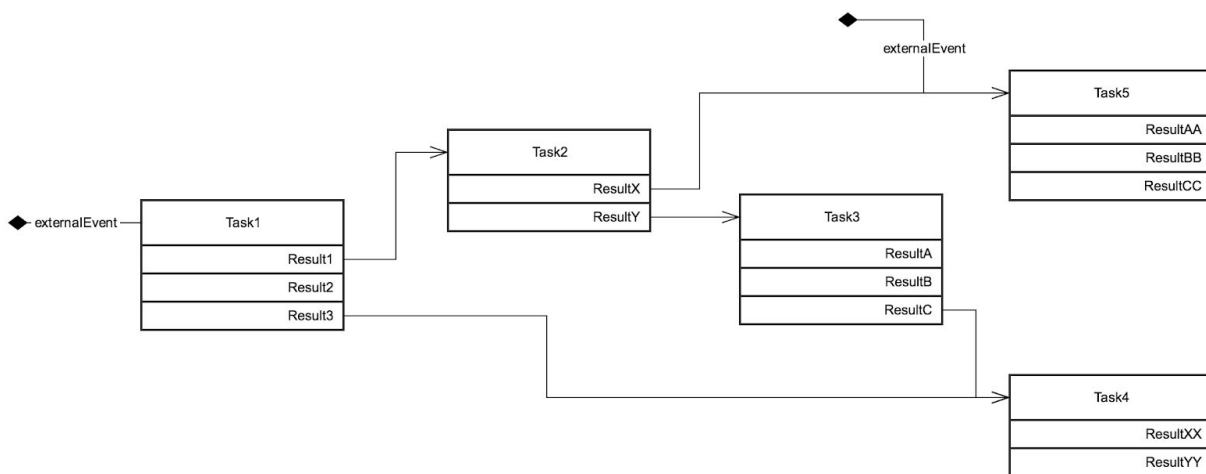 externalEvent
Task5
ResultAA
ResultBB
ResultCC
Task2
ResultX
ResultY
externalEvent
Task1
Result1
Result2
Result3
Task3
ResultA
ResultB
ResultC
Task4
ResultXX
ResultYY